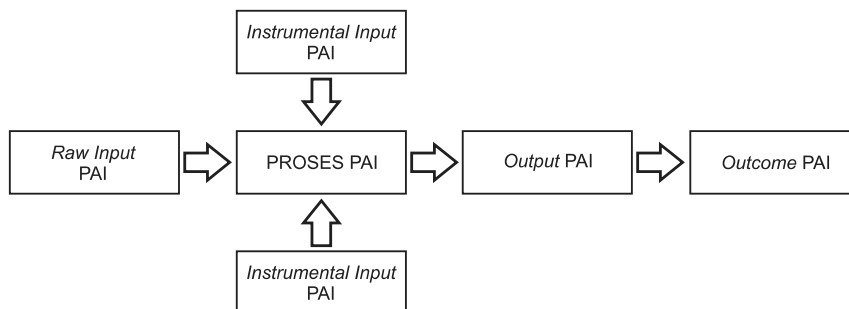 Instrumental Input
PAI
Raw Input
PAI
PROSES PAI
Output PAI
Outcome PAI
Instrumental Input
PAI